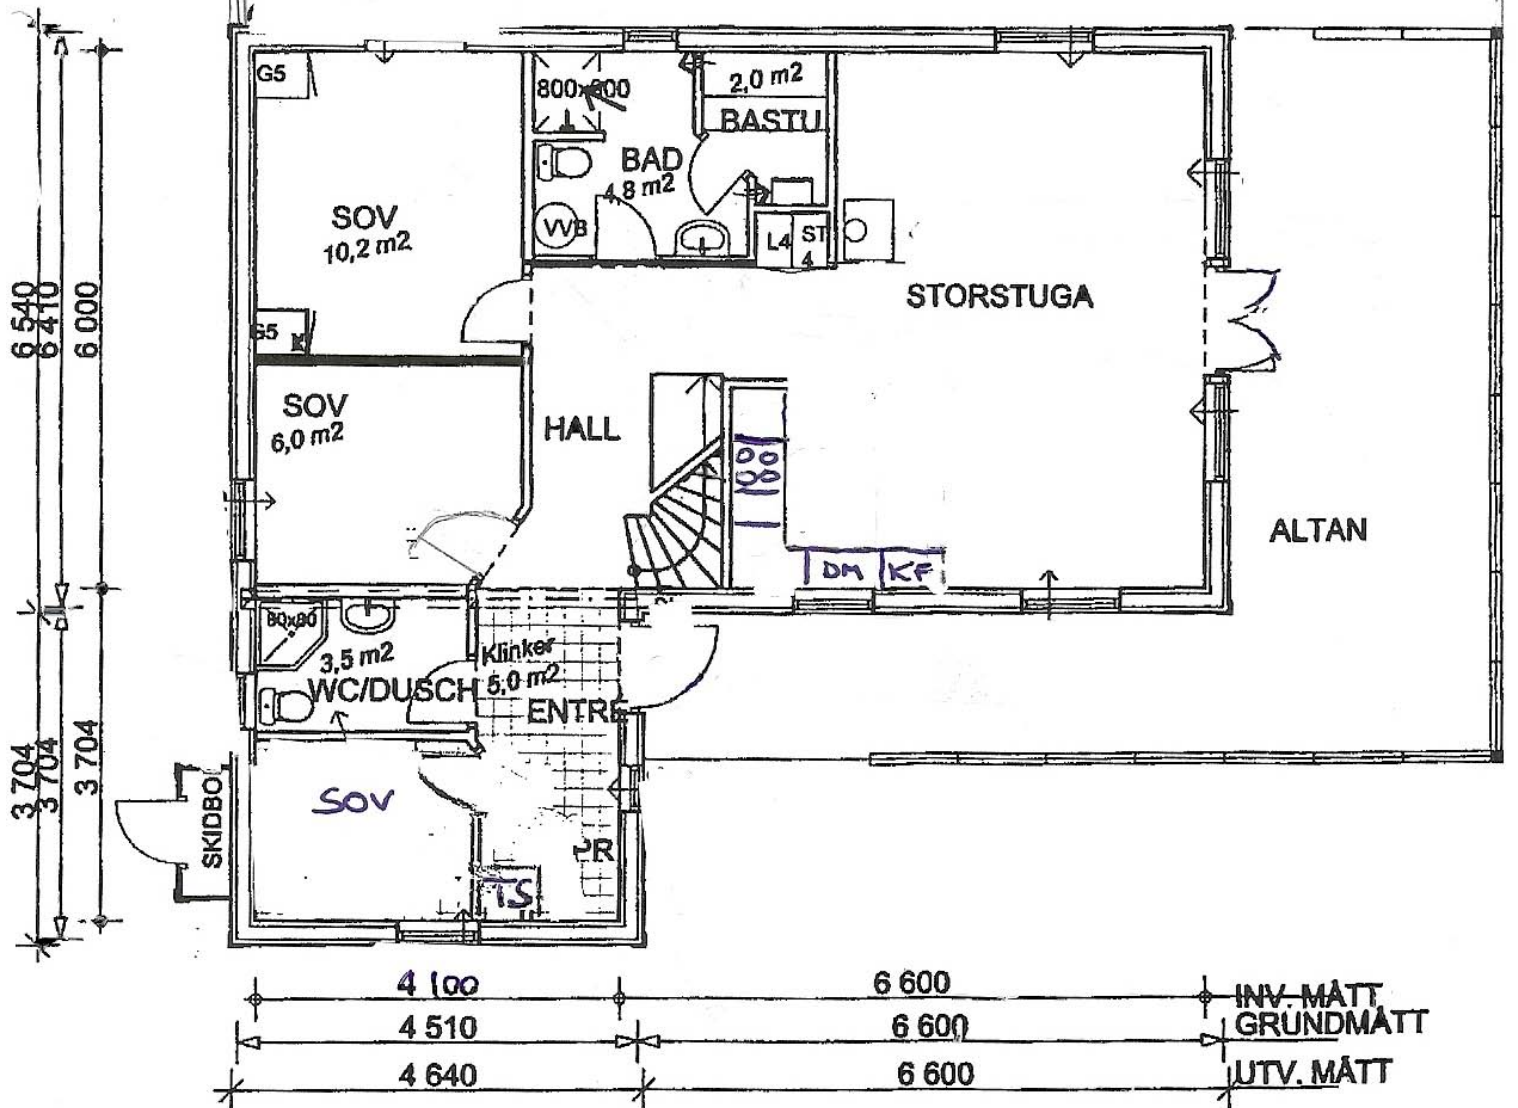 G5
800x800
2,0 m2
BASTU
BAD
4,8 m2
SOV
10,2 m2
VVB
L4
ST
4
STORSTUGA
G5
6 540
6 410
6 000
SOV
6,0 m2
HALL
ALTAN
DM
KF
80x80
3,5 m2
WC/DUSCH
Klinker
5,0 m2
ENTRE
3 704
3 704
3 704
SKIDBO
SOV
PR
TS
4 100
6 600
INV. MÅTT
4 510
6 600
GRUNDMÅTT
4 640
6 600
UTV. MÅTT